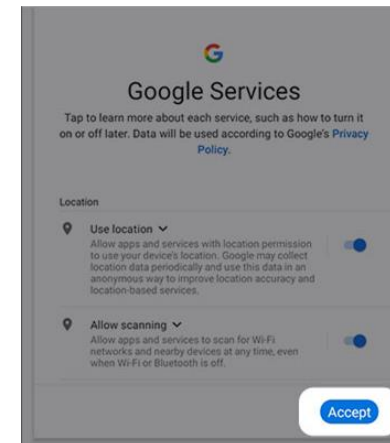 Google Services
Tap to learn more about each service, such as how to turn it
on or off later. Data will be used according to Google's Privacy
Policy.
Location
Use location
Allow apps and services with location permission
to use your device's location. Google may collect
location data periodically and use this data in an
anonymous way to improve location accuracy and
location-based services.
Allow scanning
Allow apps and services to scan for Wi-Fi
networks and nearby devices at any time, even
when Wi-Fi or Bluetooth is off.
Accept